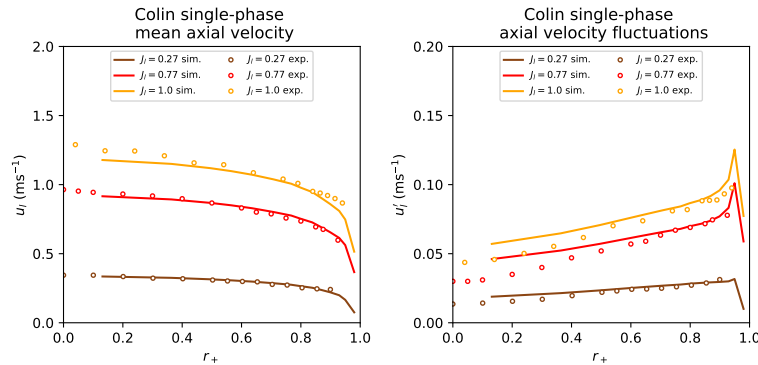 Colin single-phase
mean axial velocity
J_l = 0.27 sim.
J_l = 0.77 sim.
J_l = 1.0 sim.
J_l = 0.27 exp.
J_l = 0.77 exp.
J_l = 1.0 exp.
2.0
1.5
1.0
0.5
0.0
u_l (ms⁻¹)
0.0 0.2 0.4 0.6 0.8 1.0
r_+
Colin single-phase
axial velocity fluctuations
J_l = 0.27 sim.
J_l = 0.77 sim.
J_l = 1.0 sim.
J_l = 0.27 exp.
J_l = 0.77 exp.
J_l = 1.0 exp.
0.20
0.15
0.10
0.05
0.00
u_l′ (ms⁻¹)
0.0 0.2 0.4 0.6 0.8 1.0
r_+